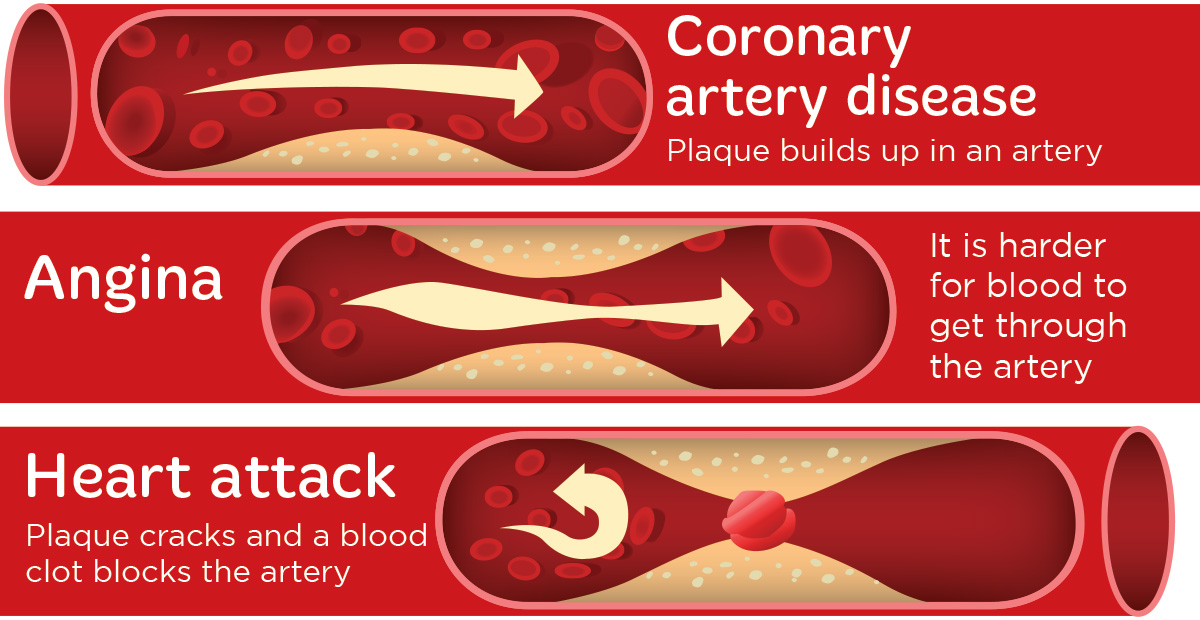 Coronary
artery disease
Plaque builds up in an artery
Angina
It is harder
for blood to
get through
the artery
Heart attack
Plaque cracks and a blood
clot blocks the artery